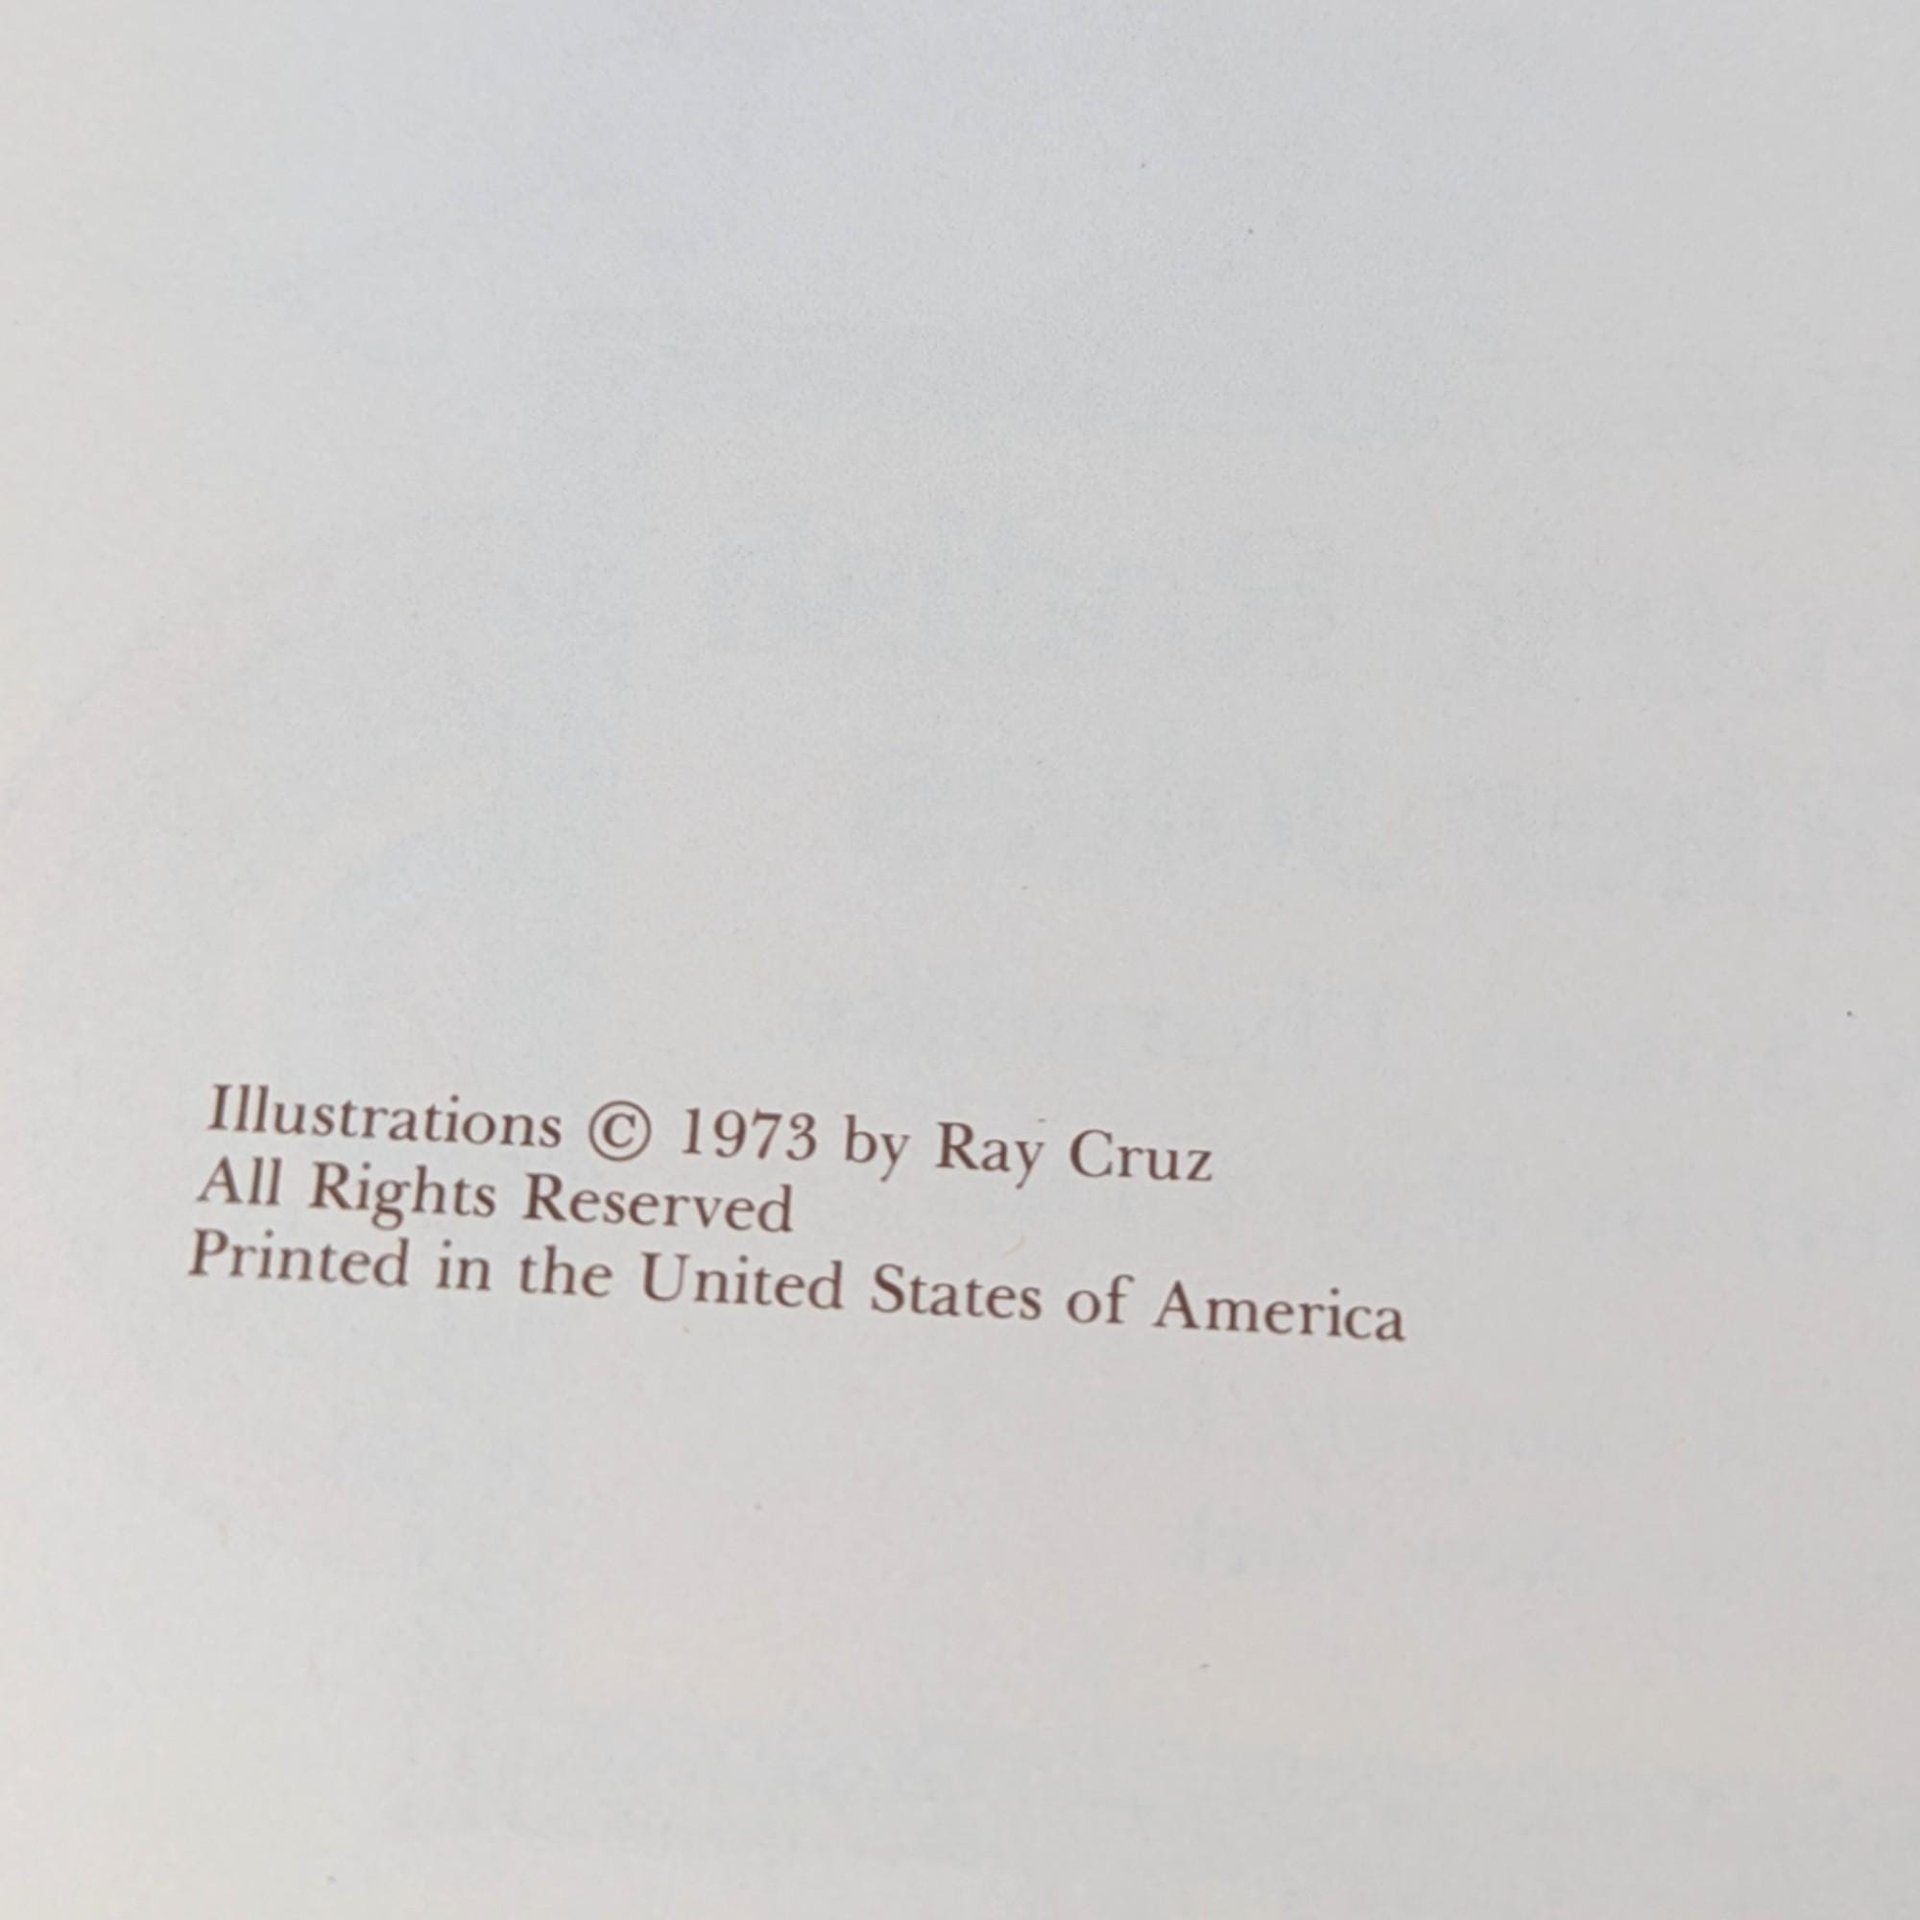 Illustrations © 1973 by Ray Cruz
All Rights Reserved
Printed in the United States of America